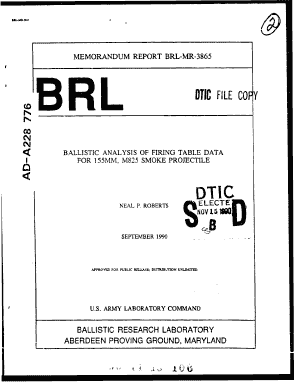 2
MEMORANDUM REPORT BRL-MR-3865
BRL
DTIC FILE COPY
AD-A228 776
BALLISTIC ANALYSIS OF FIRING TABLE DATA
FOR 155MM, M825 SMOKE PROJECTILE
NEAL P. ROBERTS
DTIC
ELECTE
NOV 15 1990
S B D
SEPTEMBER 1990
APPROVED FOR PUBLIC RELEASE; DISTRIBUTION UNLIMITED.
U.S. ARMY LABORATORY COMMAND
BALLISTIC RESEARCH LABORATORY
ABERDEEN PROVING GROUND, MARYLAND